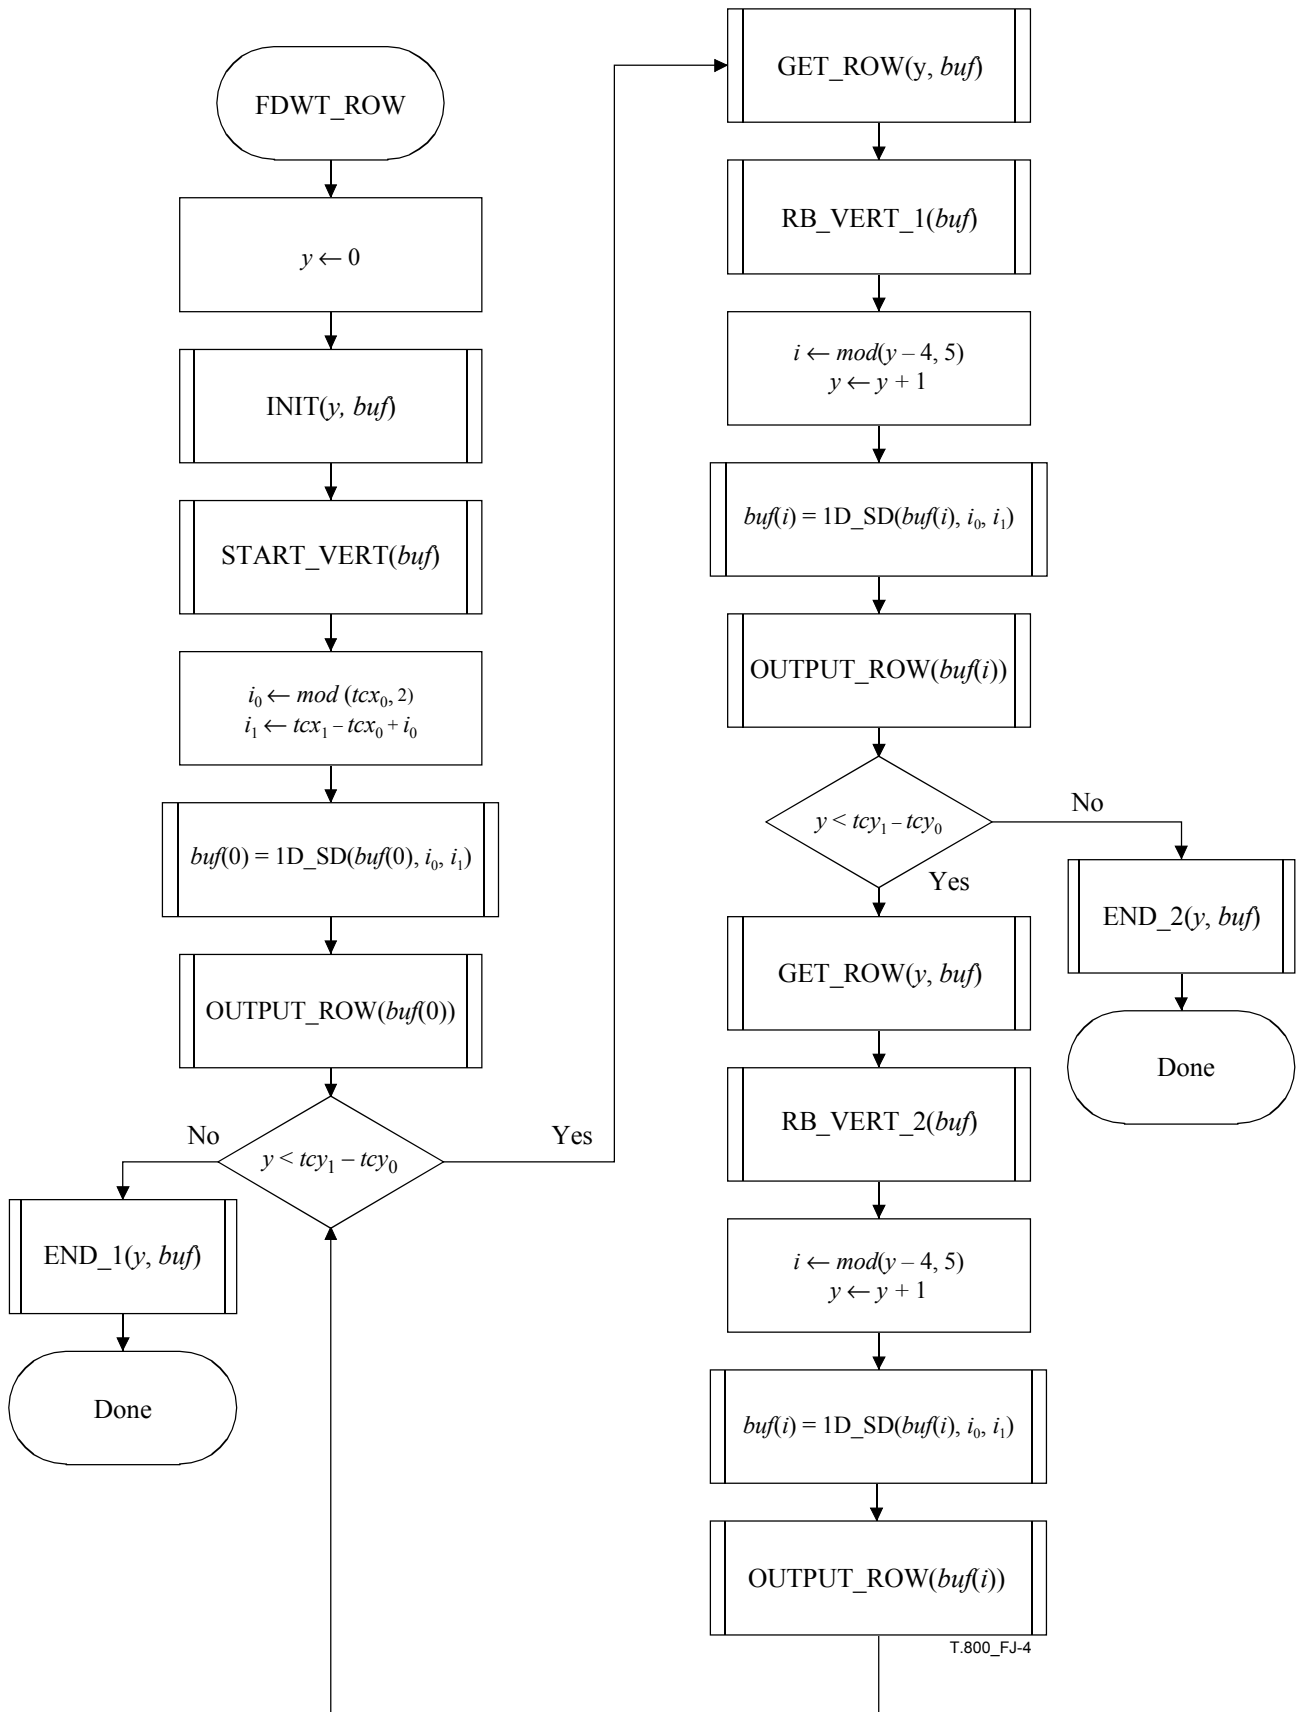 FDWT_ROW
y ← 0
INIT(y, buf)
START_VERT(buf)
i₀ ← mod (tcx₀, 2)
i₁ ← tcx₁ – tcx₀ + i₀
buf(0) = 1D_SD(buf(0), i₀, i₁)
OUTPUT_ROW(buf(0))
No
Yes
y < tcy₁ – tcy₀
END_1(y, buf)
Done
GET_ROW(y, buf)
RB_VERT_1(buf)
i ← mod(y – 4, 5)
y ← y + 1
buf(i) = 1D_SD(buf(i), i₀, i₁)
OUTPUT_ROW(buf(i))
y < tcy₁ – tcy₀
No
Yes
END_2(y, buf)
Done
GET_ROW(y, buf)
RB_VERT_2(buf)
i ← mod(y – 4, 5)
y ← y + 1
buf(i) = 1D_SD(buf(i), i₀, i₁)
OUTPUT_ROW(buf(i))
T.800_FJ-4